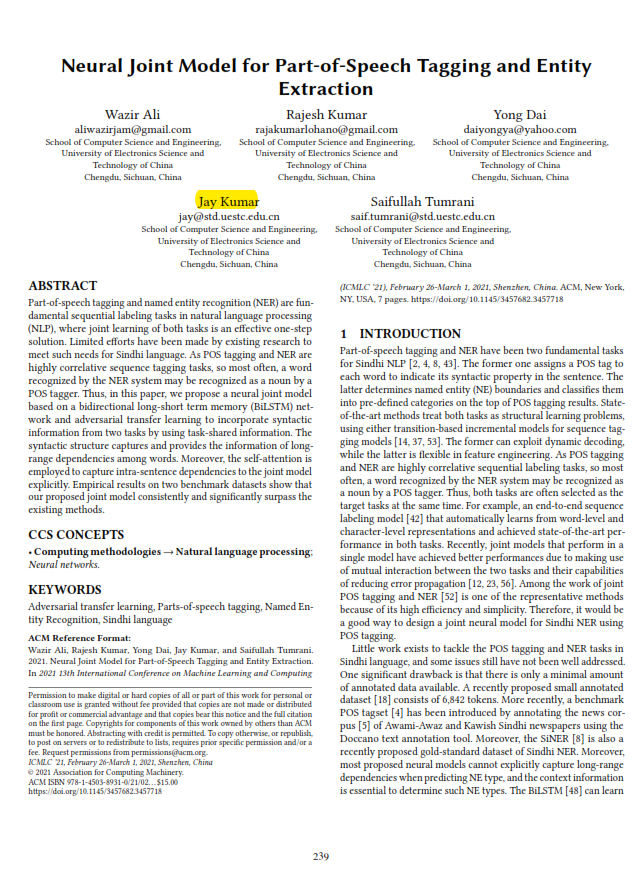 Neural Joint Model for Part-of-Speech Tagging and Entity
Extraction
Wazir Ali
aliwazirjam@gmail.com
School of Computer Science and Engineering,
University of Electronics Science and
Technology of China
Chengdu, Sichuan, China
Rajesh Kumar
rajakumarlohano@gmail.com
School of Computer Science and Engineering,
University of Electronics Science and
Technology of China
Chengdu, Sichuan, China
Yong Dai
daiyongya@yahoo.com
School of Computer Science and Engineering,
University of Electronics Science and
Technology of China
Chengdu, Sichuan, China
Jay Kumar
jay@std.uestc.edu.cn
School of Computer Science and Engineering,
University of Electronics Science and
Technology of China
Chengdu, Sichuan, China
Saifullah Tumrani
saif.tumrani@std.uestc.edu.cn
School of Computer Science and Engineering,
University of Electronics Science and
Technology of China
Chengdu, Sichuan, China
ABSTRACT
Part-of-speech tagging and named entity recognition (NER) are fun-
damental sequential labeling tasks in natural language processing
(NLP), where joint learning of both tasks is an effective one-step
solution. Limited efforts have been made by existing research to
meet such needs for Sindhi language. As POS tagging and NER are
highly correlative sequence tagging tasks, so most often, a word
recognized by the NER system may be recognized as a noun by a
POS tagger. Thus, in this paper, we propose a neural joint model
based on a bidirectional long-short term memory (BiLSTM) net-
work and adversarial transfer learning to incorporate syntactic
information from two tasks by using task-shared information. The
syntactic structure captures and provides the information of long-
range dependencies among words. Moreover, the self-attention is
employed to capture intra-sentence dependencies to the joint model
explicitly. Empirical results on two benchmark datasets show that
our proposed joint model consistently and significantly surpass the
existing methods.
CCS CONCEPTS
• Computing methodologies → Natural language processing;
Neural networks.
KEYWORDS
Adversarial transfer learning, Parts-of-speech tagging, Named En-
tity Recognition, Sindhi language
ACM Reference Format:
Wazir Ali, Rajesh Kumar, Yong Dai, Jay Kumar, and Saifullah Tumrani.
2021. Neural Joint Model for Part-of-Speech Tagging and Entity Extraction.
In 2021 13th International Conference on Machine Learning and Computing
Permission to make digital or hard copies of all or part of this work for personal or
classroom use is granted without fee provided that copies are not made or distributed
for profit or commercial advantage and that copies bear this notice and the full citation
on the first page. Copyrights for components of this work owned by others than ACM
must be honored. Abstracting with credit is permitted. To copy otherwise, or republish,
to post on servers or to redistribute to lists, requires prior specific permission and/or a
fee. Request permissions from permissions@acm.org.
ICMLC '21, February 26-March 1, 2021, Shenzhen, China
© 2021 Association for Computing Machinery.
ACM ISBN 978-1-4503-8931-0/21/02...$15.00
https://doi.org/10.1145/3457682.3457718
(ICMLC '21), February 26-March 1, 2021, Shenzhen, China. ACM, New York,
NY, USA, 7 pages. https://doi.org/10.1145/3457682.3457718
1 INTRODUCTION
Part-of-speech tagging and NER have been two fundamental tasks
for Sindhi NLP [2, 4, 8, 43]. The former one assigns a POS tag to
each word to indicate its syntactic property in the sentence. The
latter determines named entity (NE) boundaries and classifies them
into pre-defined categories on the top of POS tagging results. State-
of-the-art methods treat both tasks as structural learning problems,
using either transition-based incremental models for sequence tag-
ging models [14, 37, 53]. The former can exploit dynamic decoding,
while the latter is flexible in feature engineering. As POS tagging
and NER are highly correlative sequential labeling tasks, so most
often, a word recognized by the NER system may be recognized as
a noun by a POS tagger. Thus, both tasks are often selected as the
target tasks at the same time. For example, an end-to-end sequence
labeling model [42] that automatically learns from word-level and
character-level representations and achieved state-of-the-art per-
formance in both tasks. Recently, joint models that perform in a
single model have achieved better performances due to making use
of mutual interaction between the two tasks and their capabilities
of reducing error propagation [12, 23, 56]. Among the work of joint
POS tagging and NER [52] is one of the representative methods
because of its high efficiency and simplicity. Therefore, it would be
a good way to design a joint neural model for Sindhi NER using
POS tagging.
Little work exists to tackle the POS tagging and NER tasks in
Sindhi language, and some issues still have not been well addressed.
One significant drawback is that there is only a minimal amount
of annotated data available. A recently proposed small annotated
dataset [18] consists of 6,842 tokens. More recently, a benchmark
POS tagset [4] has been introduced by annotating the news cor-
pus [5] of Awami-Awaz and Kawish Sindhi newspapers using the
Doccano text annotation tool. Moreover, the SiNER [8] is also a
recently proposed gold-standard dataset of Sindhi NER. Moreover,
most proposed neural models cannot explicitly capture long-range
dependencies when predicting NE type, and the context information
is essential to determine such NE types. The BiLSTM [48] can learn
239